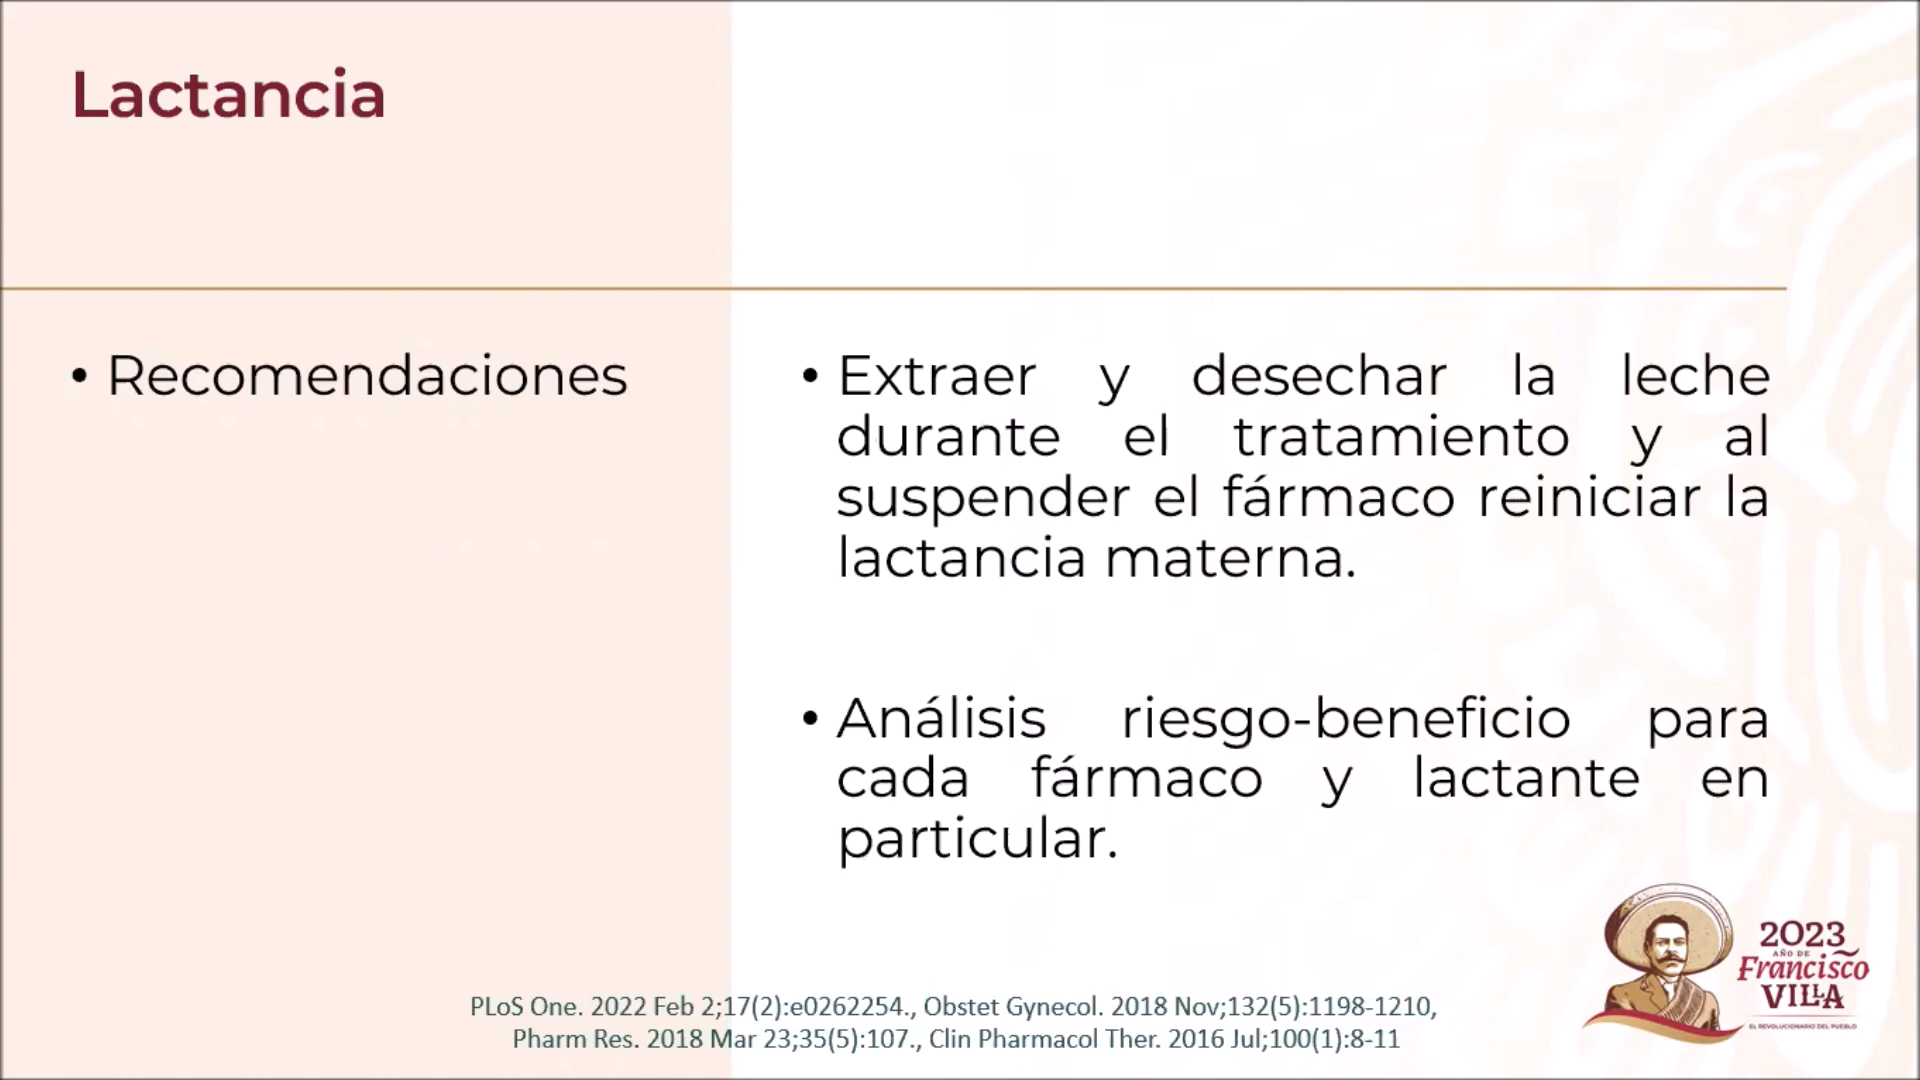 Lactancia
• Recomendaciones
• Extraer y desechar la leche
durante el tratamiento y al
suspender el fármaco reiniciar la
lactancia materna.
• Análisis riesgo-beneficio para
cada fármaco y lactante en
particular.
PLoS One. 2022 Feb 2;17(2):e0262254., Obstet Gynecol. 2018 Nov;132(5):1198-1210,
Pharm Res. 2018 Mar 23;35(5):107., Clin Pharmacol Ther. 2016 Jul;100(1):8-11
2023
AÑO DE
Francisco
VILLA
EL REVOLUCIONARIO DEL PUEBLO